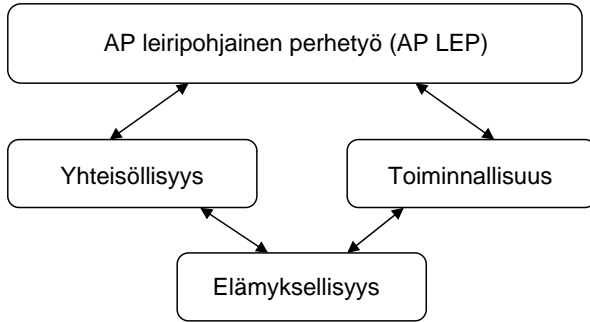 AP leiripohjainen perhetyö (AP LEP)
Yhteisöllisyys
Toiminnallisuus
Elämyksellisyys